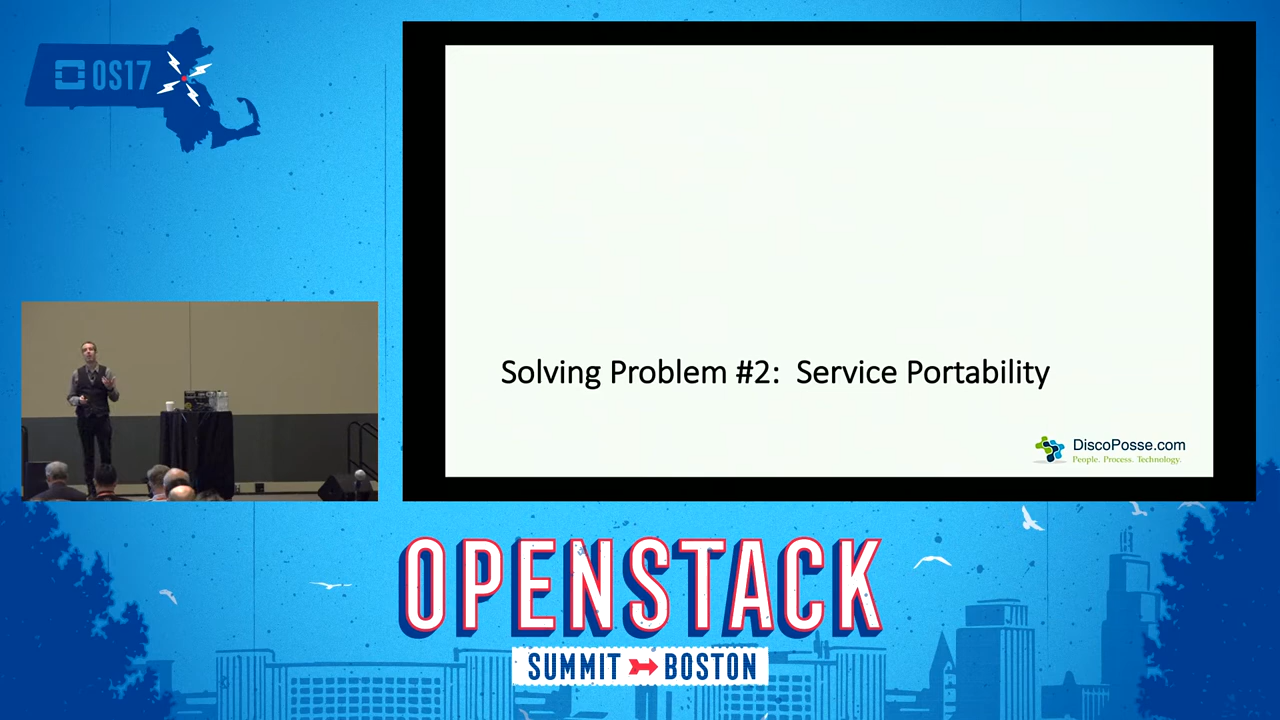 OS17
Solving Problem #2: Service Portability
DiscoPosse.com
People. Process. Technology.
OPENSTACK
SUMMIT BOSTON